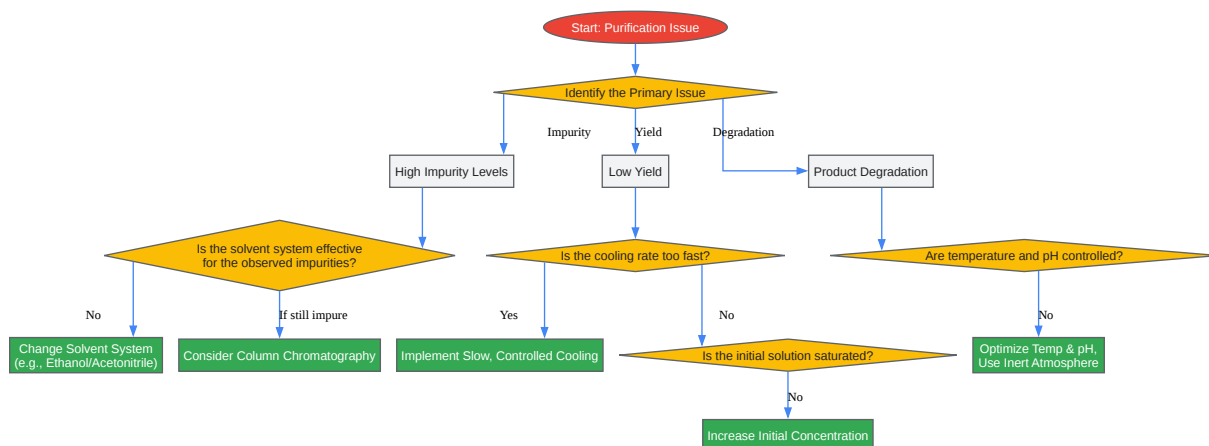 Start: Purification Issue
Identify the Primary Issue
Impurity
Yield
Degradation
High Impurity Levels
Low Yield
Product Degradation
Is the solvent system effective
for the observed impurities?
Is the cooling rate too fast?
Are temperature and pH controlled?
No
If still impure
Yes
No
No
Change Solvent System
(e.g., Ethanol/Acetonitrile)
Consider Column Chromatography
Implement Slow, Controlled Cooling
Is the initial solution saturated?
Optimize Temp & pH,
Use Inert Atmosphere
No
Increase Initial Concentration